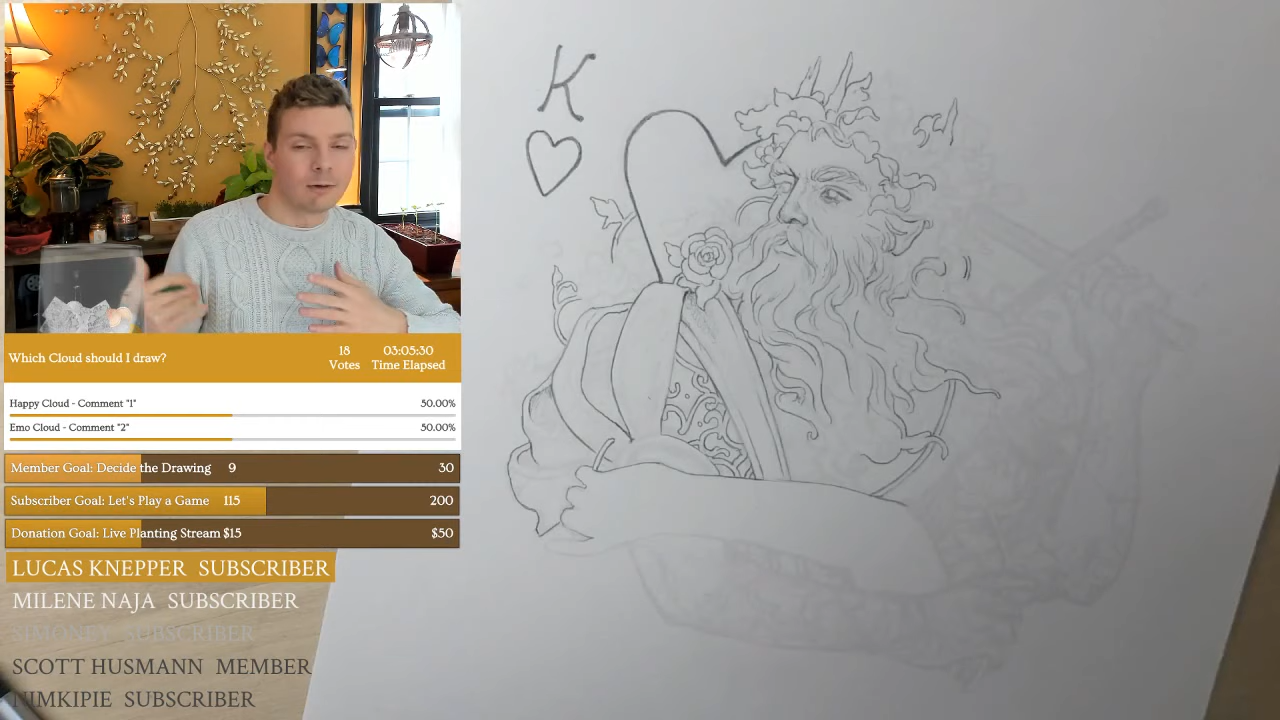 K
Which Cloud should I draw?
18 Votes
03:05:30 Time Elapsed
Happy Cloud - Comment "1" 50.00%
Emo Cloud - Comment "2" 50.00%
Member Goal: Decide the Drawing 9 30
Subscriber Goal: Let's Play a Game 115 200
Donation Goal: Live Planting Stream $15 $50
LUCAS KNEPPER SUBSCRIBER
MILENE NAJA SUBSCRIBER
SUBSCRIBER
SCOTT HUSMANN MEMBER
NIMKIPIE SUBSCRIBER